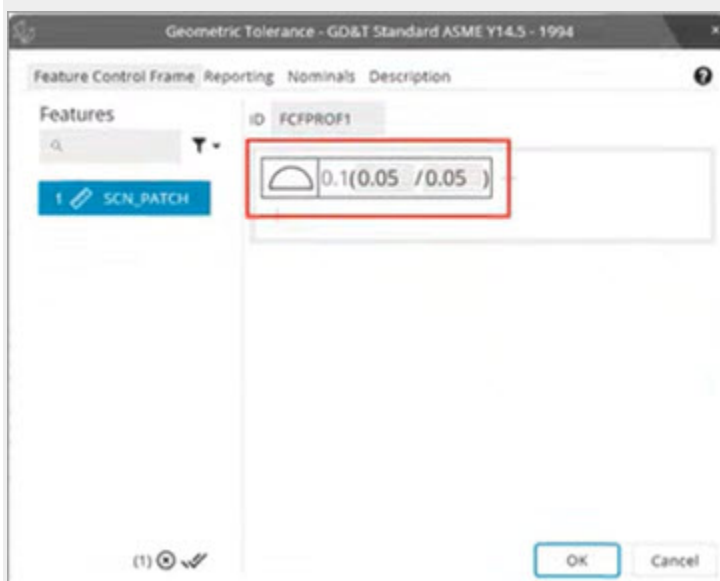 Geometric Tolerance - GD&T Standard ASME Y14.5 - 1994
×
Feature Control Frame Reporting Nominals Description
?
Features
ID FCFPROF1
0.1(0.05 /0.05 )
1 SCN_PATCH
(1)
OK Cancel